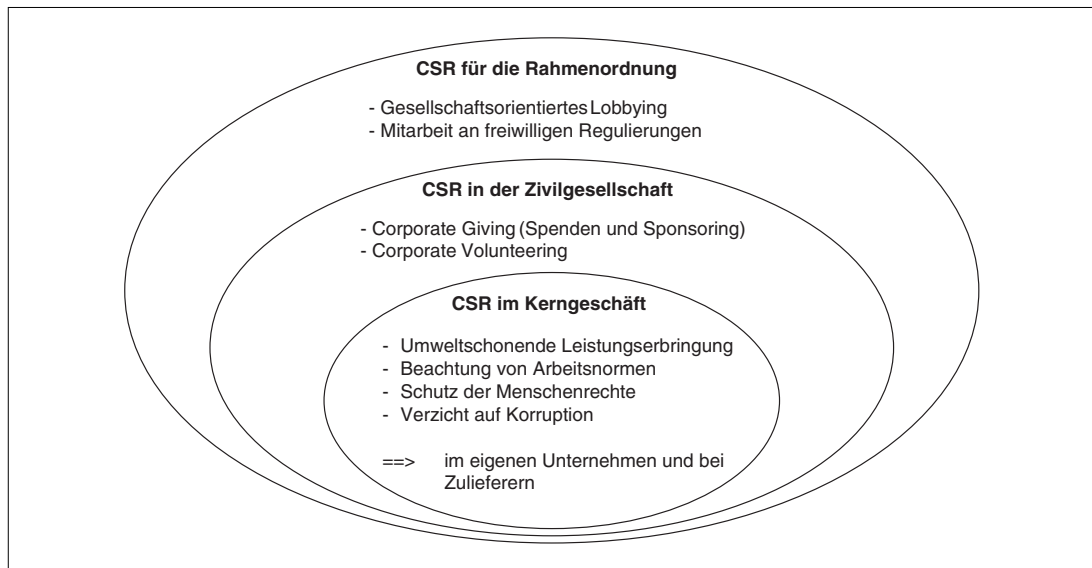 CSR für die Rahmenordnung
- Gesellschaftsorientiertes Lobbying
- Mitarbeit an freiwilligen Regulierungen
CSR in der Zivilgesellschaft
- Corporate Giving (Spenden und Sponsoring)
- Corporate Volunteering
CSR im Kerngeschäft
- Umweltschonende Leistungserbringung
- Beachtung von Arbeitsnormen
- Schutz der Menschenrechte
- Verzicht auf Korruption
==> im eigenen Unternehmen und bei
Zulieferern